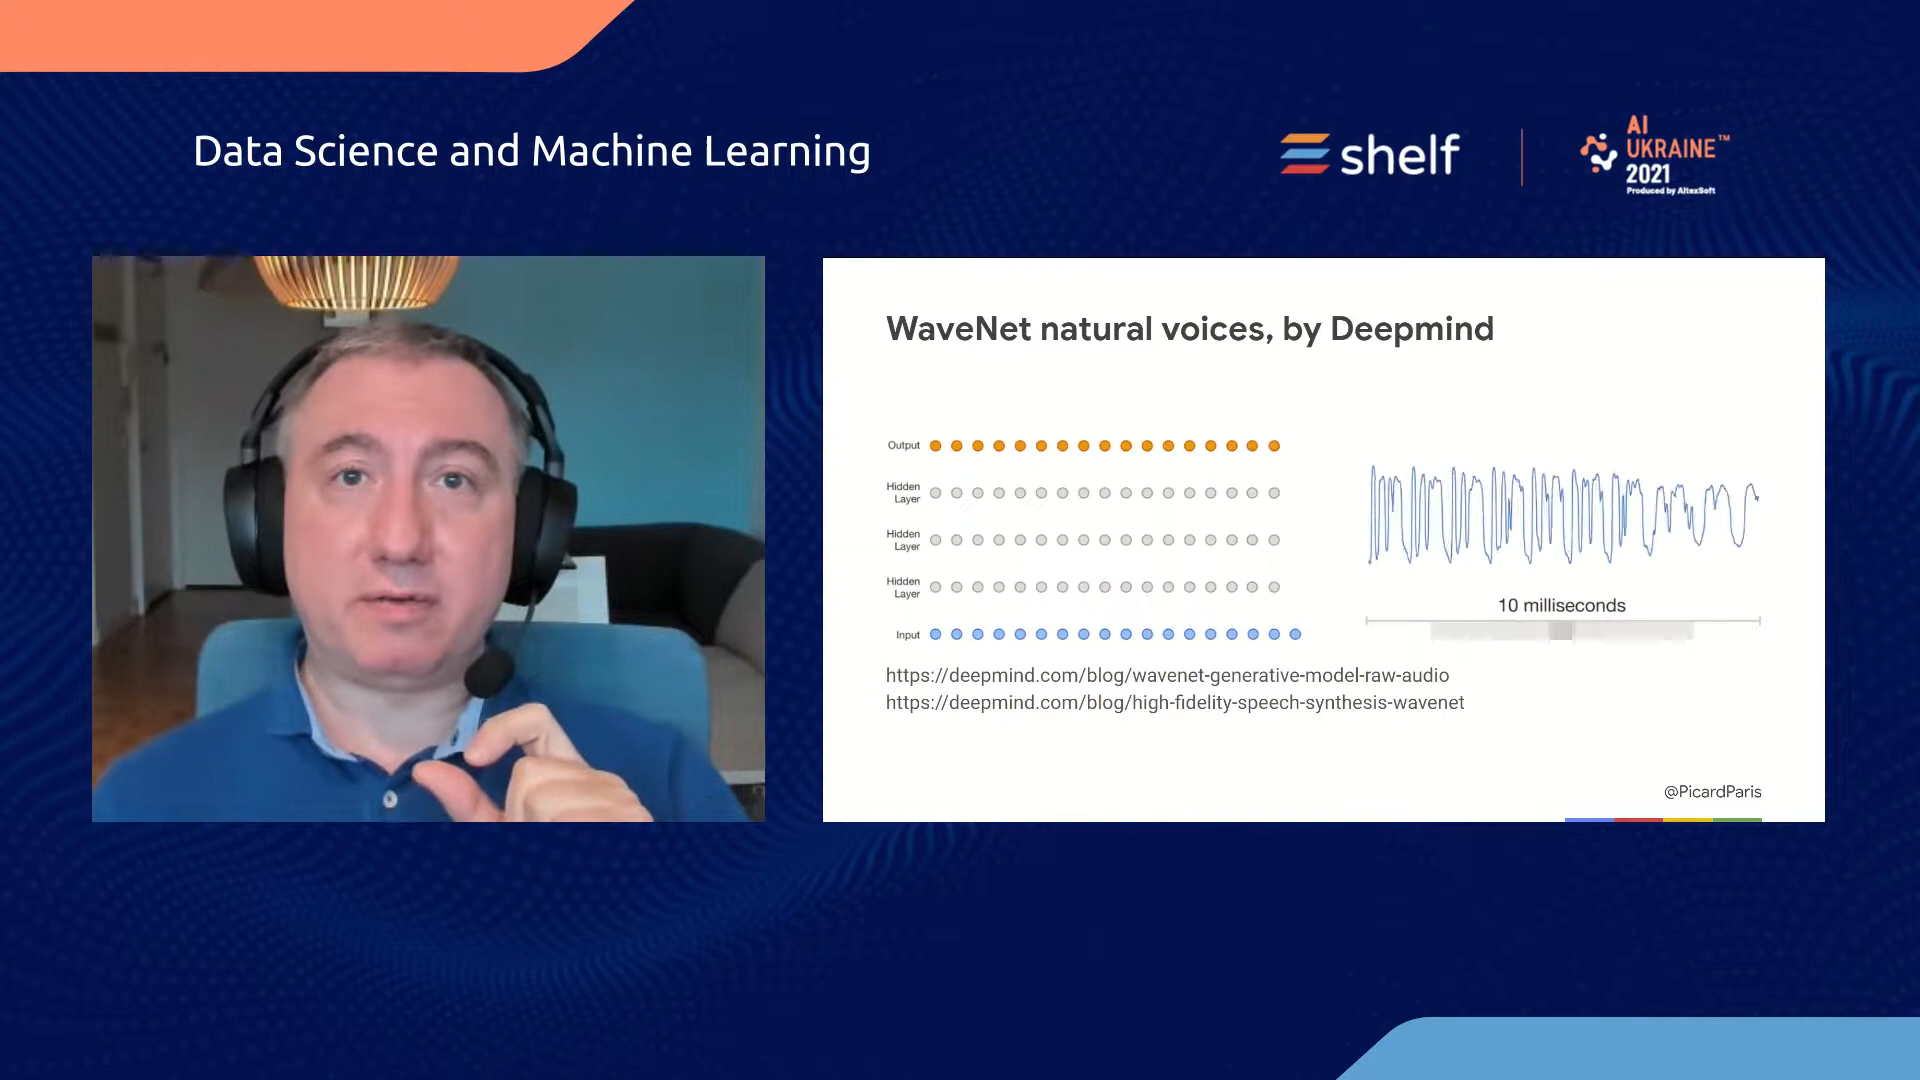 Data Science and Machine Learning
shelf
AI
UKRAINE™
2021
Produced by AltexSoft
WaveNet natural voices, by Deepmind
Output
Hidden
Layer
Hidden
Layer
Hidden
Layer
Input
10 milliseconds
https://deepmind.com/blog/wavenet-generative-model-raw-audio
https://deepmind.com/blog/high-fidelity-speech-synthesis-wavenet
@PicardParis